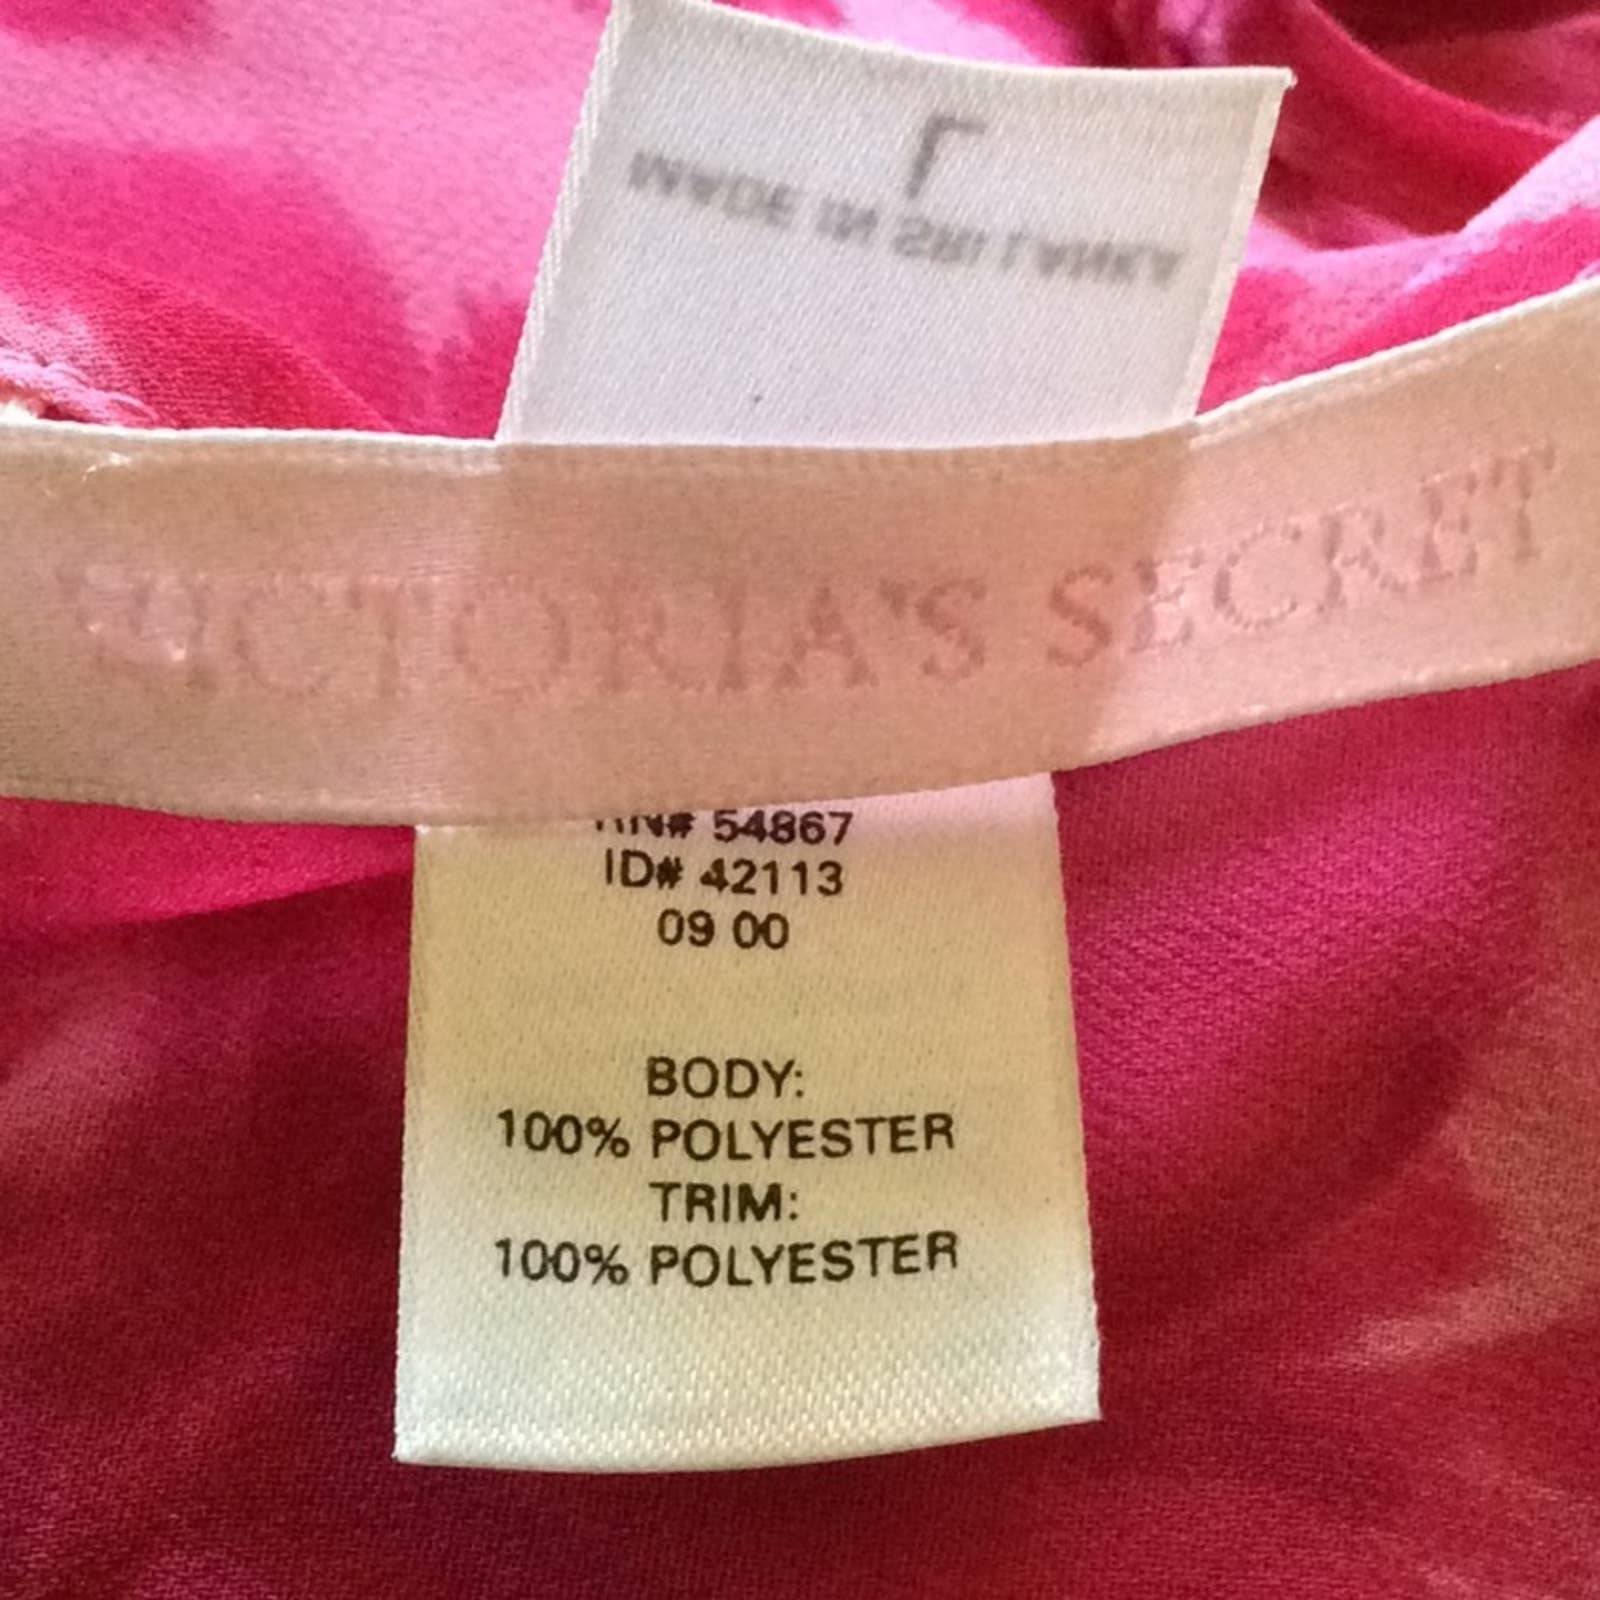 L
MADE IN SRI LANKA
VICTORIA'S SECRET
RN# 54867
ID# 42113
09 00
BODY:
100% POLYESTER
TRIM:
100% POLYESTER